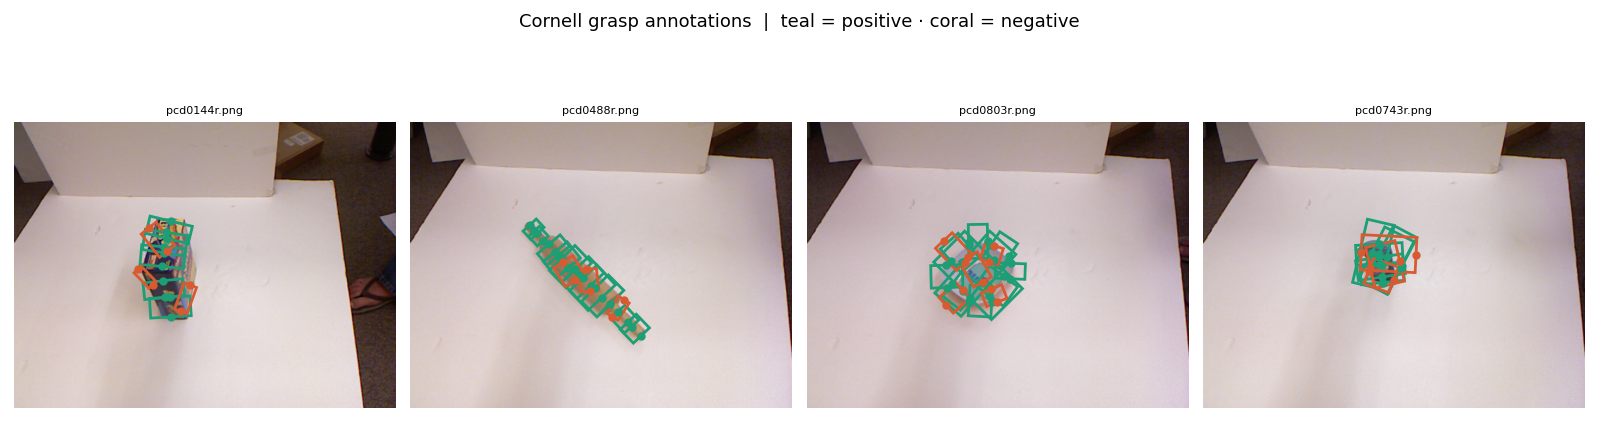 Cornell grasp annotations | teal = positive · coral = negative
pcd0144r.png
pcd0488r.png
pcd0803r.png
pcd0743r.png